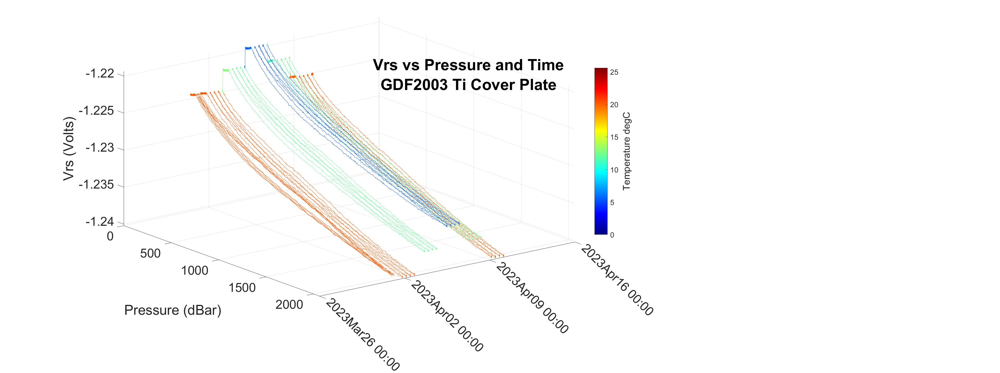 Vrs vs Pressure and Time
GDF2003 Ti Cover Plate
Vrs (Volts)
-1.22
-1.225
-1.23
-1.235
-1.24
0
500
1000
1500
2000
Pressure (dBar)
2023Mar26 00:00
2023Apr02 00:00
2023Apr09 00:00
2023Apr16 00:00
25
20
15
10
5
0
Temperature degC